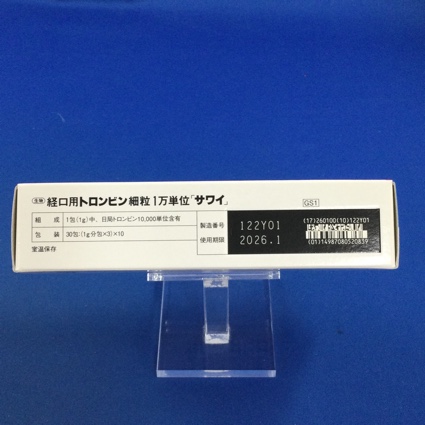 生物 経口用トロンビン細粒1万単位「サワイ」
GS1
組成 1包(1g)中、日局トロンビン10,000単位含有
包装 30包:(1g分包×3)×10
室温保存
製造番号 122Y01
使用期限 2026.1
(17)260100(10)122Y01
(01)14987080520839